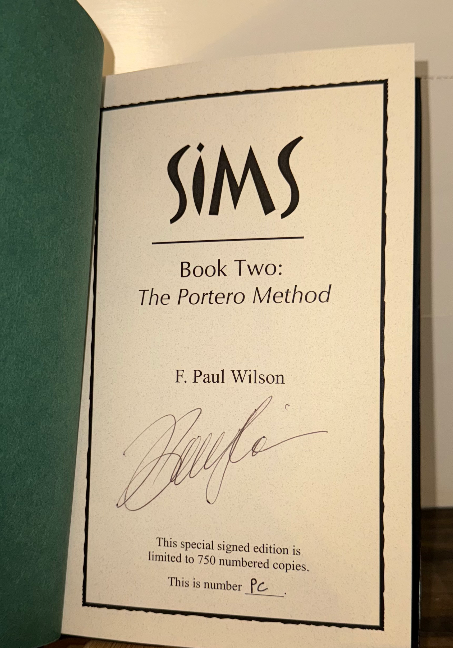 SiMS
Book Two:
The Portero Method
F. Paul Wilson
This special signed edition is
limited to 750 numbered copies.
This is number PC.